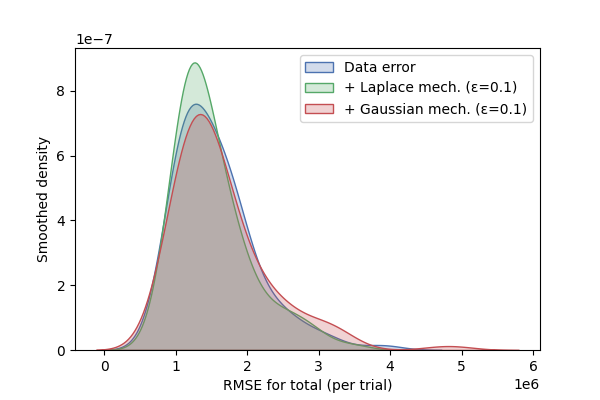 1e−7
Data error
+ Laplace mech. (ε=0.1)
+ Gaussian mech. (ε=0.1)
8
6
4
2
0
Smoothed density
0 1 2 3 4 5 6
RMSE for total (per trial)
1e6